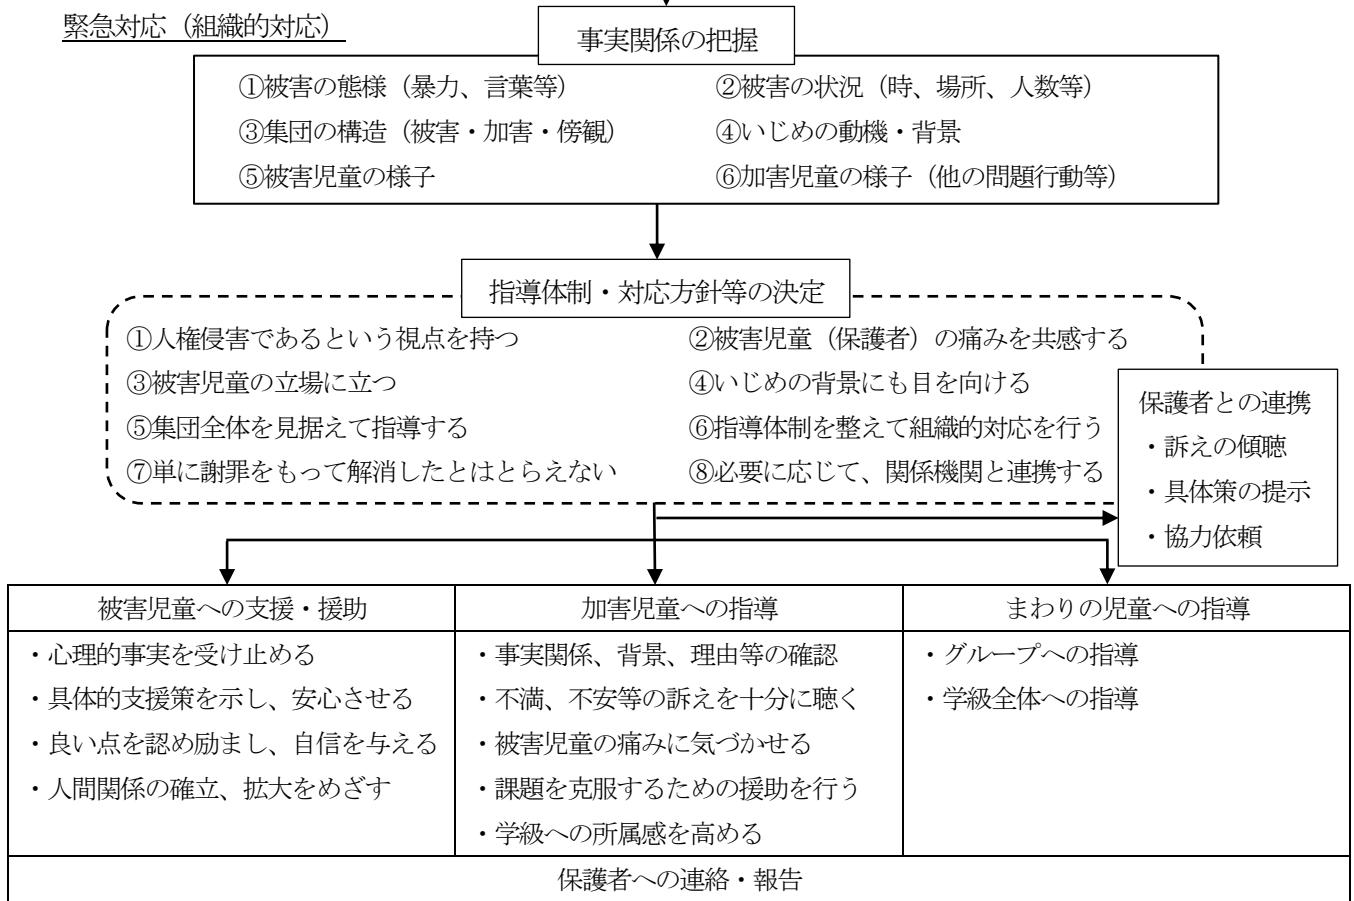 緊急対応（組織的対応）
事実関係の把握
①被害の態様（暴力、言葉等）
②被害の状況（時、場所、人数等）
③集団の構造（被害・加害・傍観）
④いじめの動機・背景
⑤被害児童の様子
⑥加害児童の様子（他の問題行動等）
指導体制・対応方針等の決定
①人権侵害であるという視点を持つ
②被害児童（保護者）の痛みを共感する
③被害児童の立場に立つ
④いじめの背景にも目を向ける
⑤集団全体を見据えて指導する
⑥指導体制を整えて組織的対応を行う
⑦単に謝罪をもって解消したとはとらえない
⑧必要に応じて、関係機関と連携する
保護者との連携
・訴えの傾聴
・具体策の提示
・協力依頼
被害児童への支援・援助
・心理的事実を受け止める
・具体的支援策を示し、安心させる
・良い点を認め励まし、自信を与える
・人間関係の確立、拡大をめざす
加害児童への指導
・事実関係、背景、理由等の確認
・不満、不安等の訴えを十分に聴く
・被害児童の痛みに気づかせる
・課題を克服するための援助を行う
・学級への所属感を高める
まわりの児童への指導
・グループへの指導
・学級全体への指導
保護者への連絡・報告